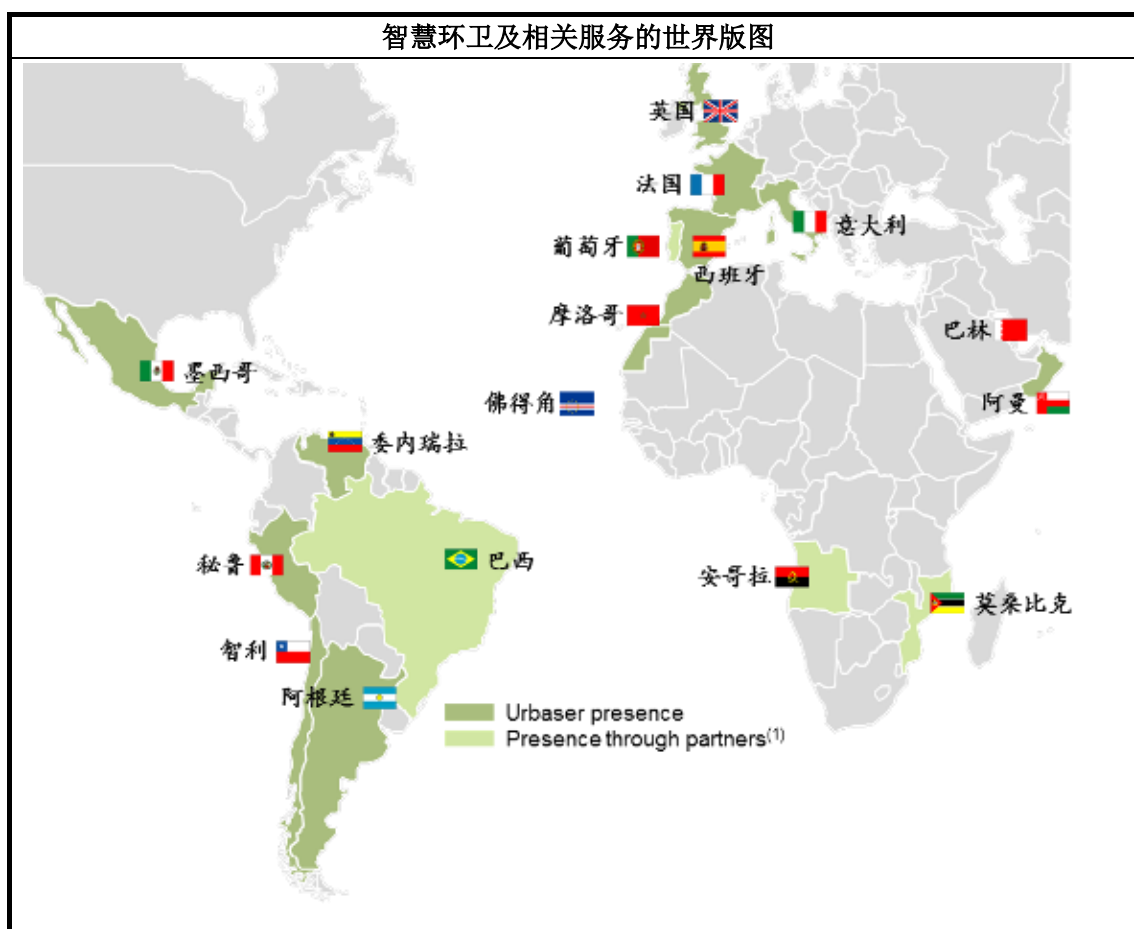 智慧环卫及相关服务的世界版图
英国
法国
意大利
葡萄牙
西班牙
摩洛哥
巴林
墨西哥
佛得角
阿曼
委内瑞拉
秘鲁
巴西
安哥拉
莫桑比克
智利
阿根廷
Urbaser presence
Presence through partners(1)